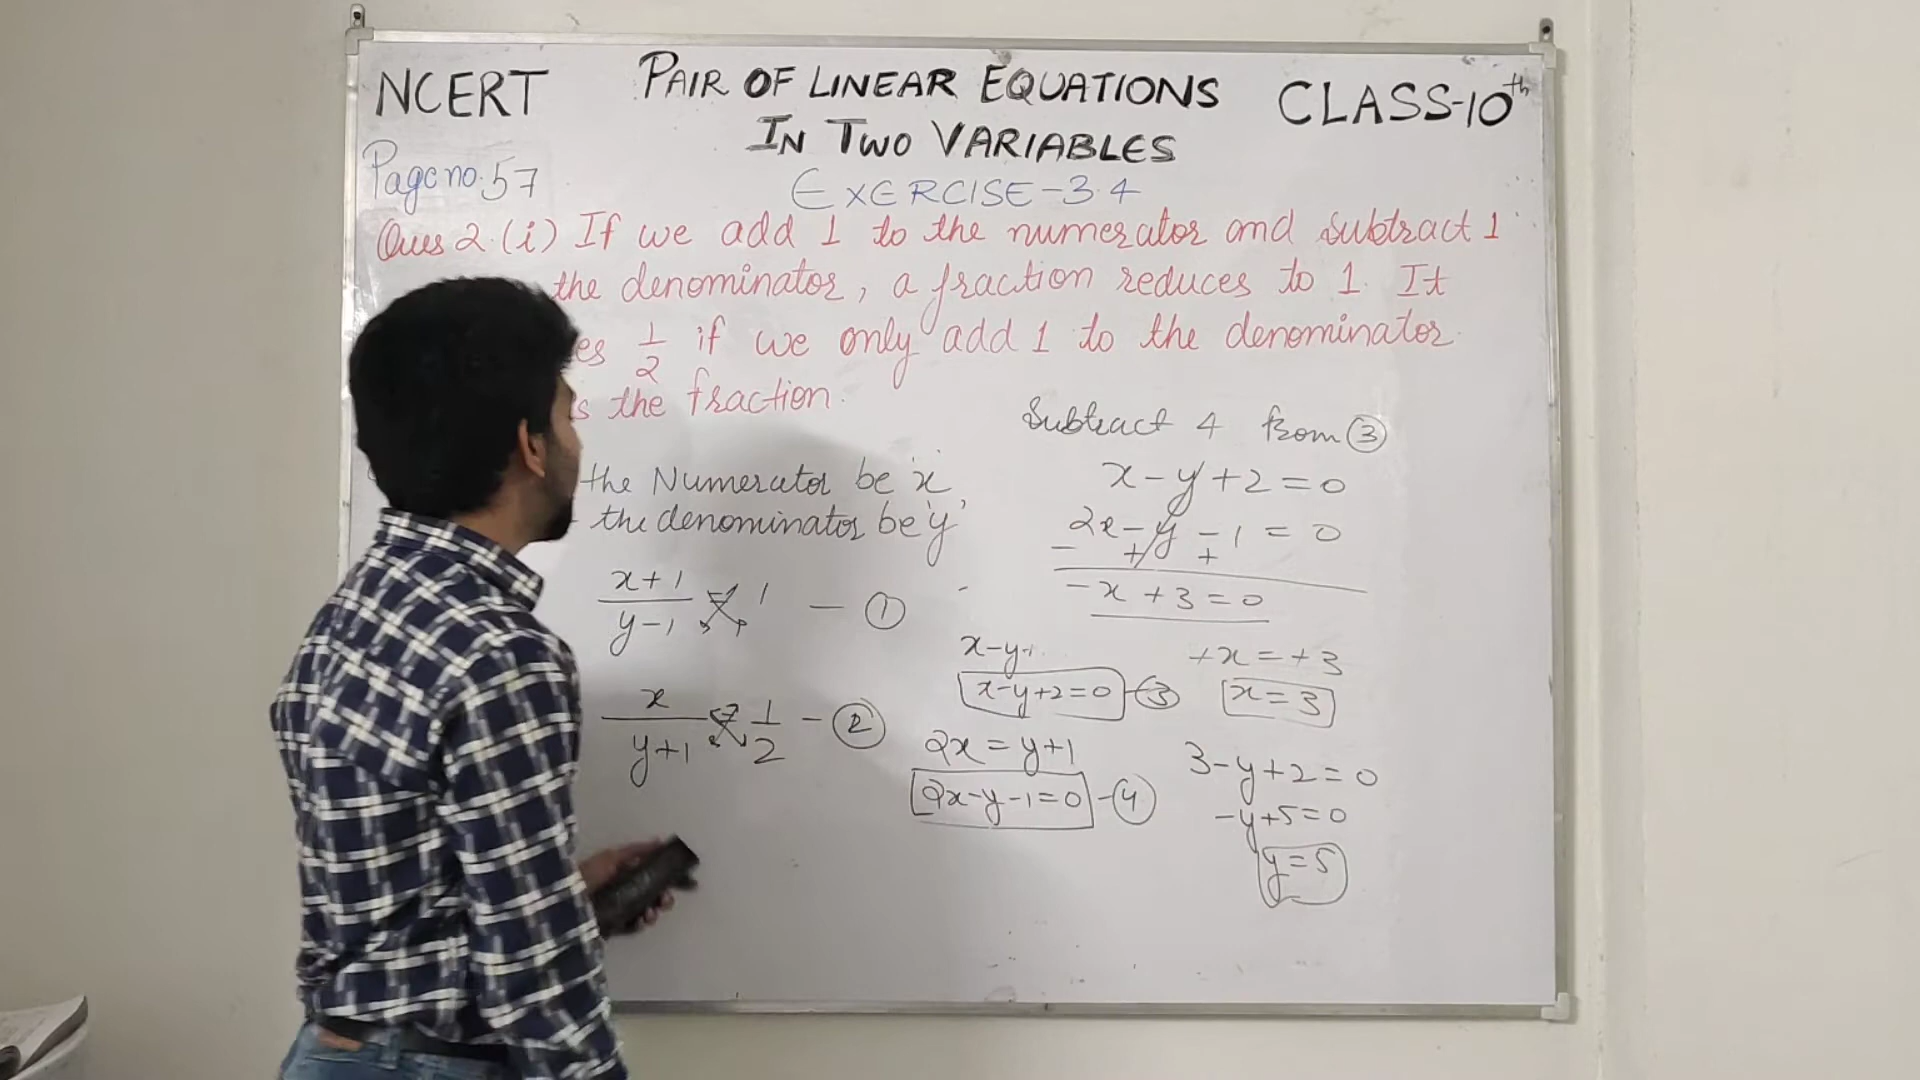 NCERT PAIR OF LINEAR EQUATIONS CLASS-10th
IN TWO VARIABLES
Page no. 57
EXERCISE-3.4
Ques 2. (i) If we add 1 to the numerator and subtract 1
the denominator, a fraction reduces to 1. It
es 1/2 if we only add 1 to the denominator.
s the fraction.
the Numerator be 'x'
the denominator be 'y'
x+1/y-1 = 1 - ①
x/y+1 = 1/2 - ②
x-y+
x-y+2=0 - ③
2x = y+1
2x-y-1=0 - ④
Subtract 4 from ③
x-y+2=0
2x-y-1=0
- + +
-x+3=0
+x=+3
x=3
3-y+2=0
-y+5=0
y=5